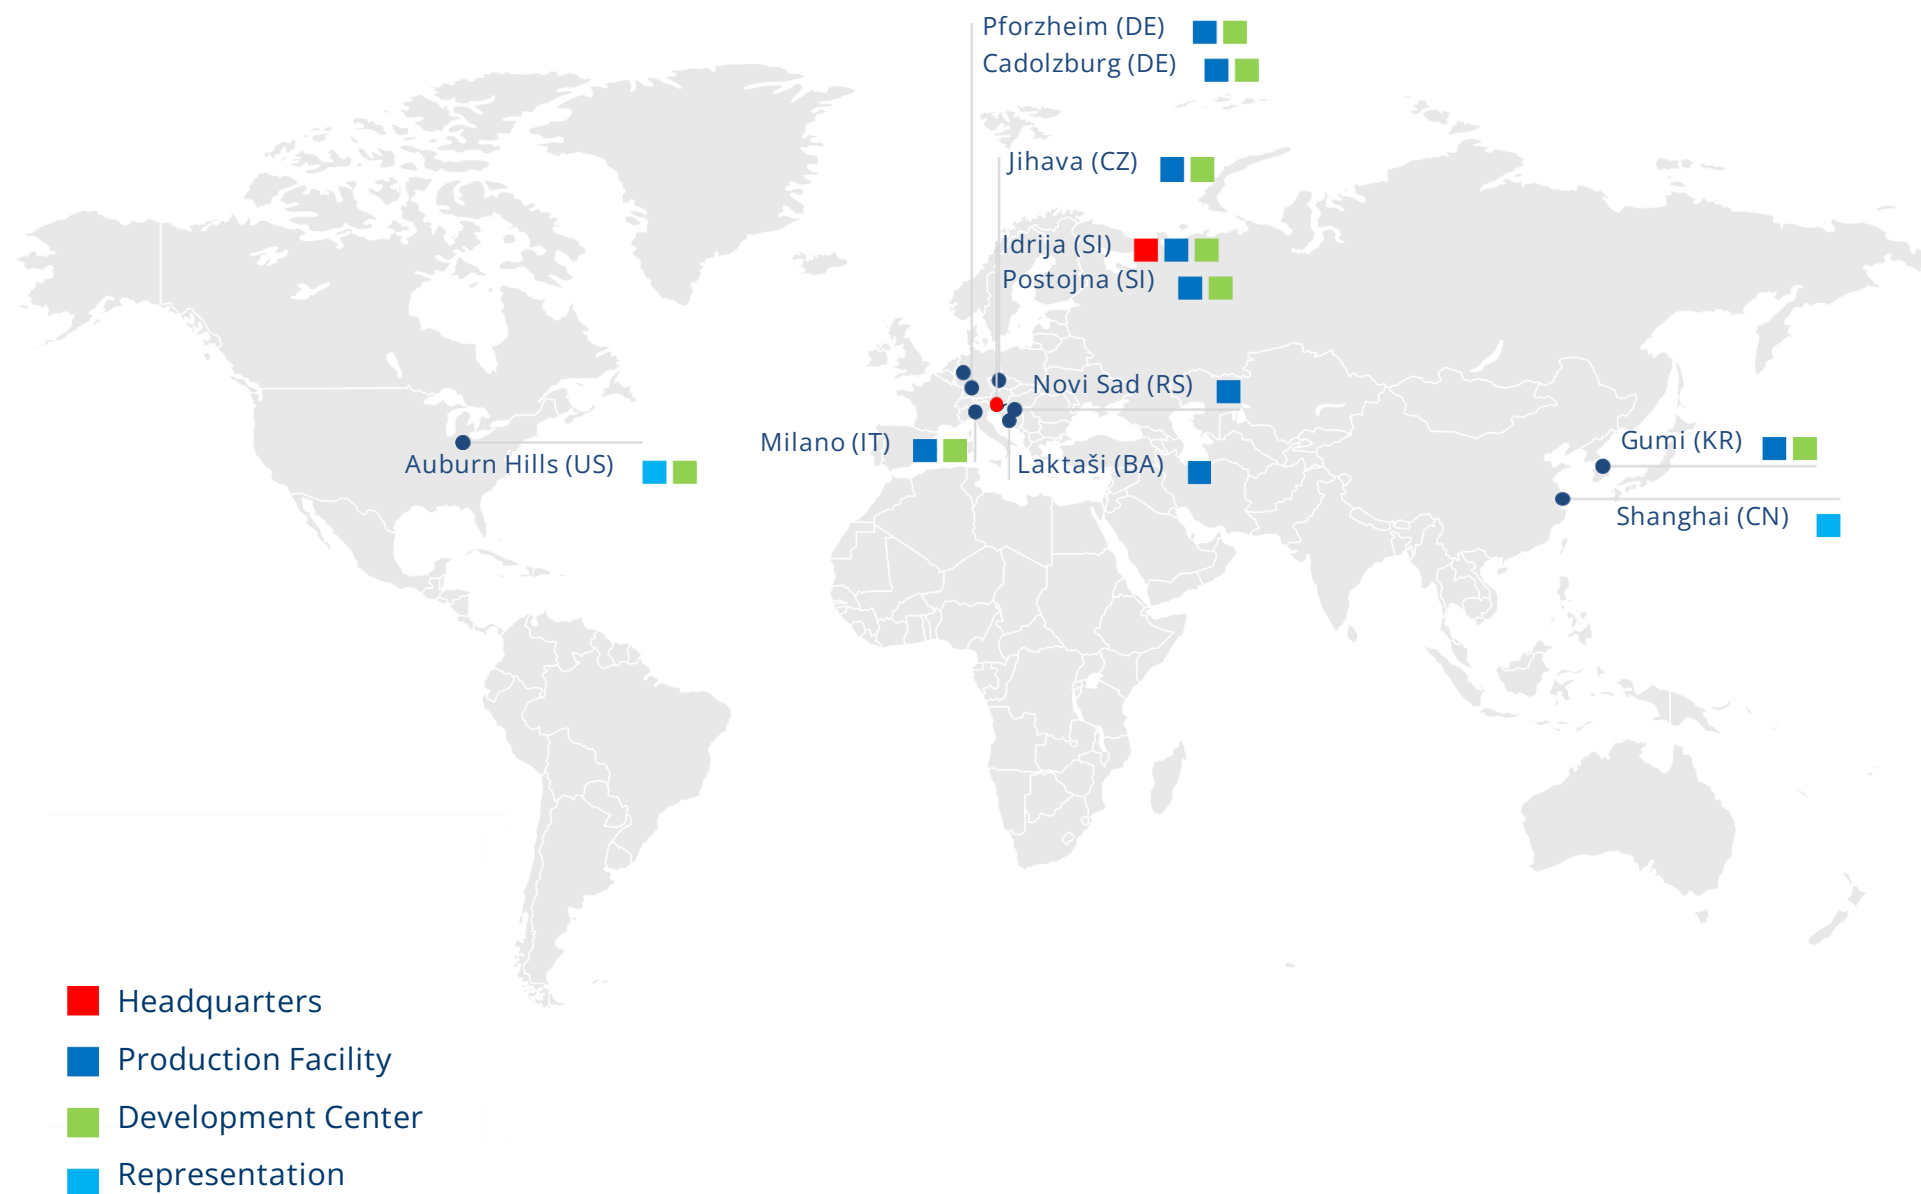 Pforzheim (DE)
Cadolzburg (DE)
Jihava (CZ)
Idrija (SI)
Postojna (SI)
Novi Sad (RS)
Milano (IT)
Laktaši (BA)
Auburn Hills (US)
Gumi (KR)
Shanghai (CN)
Headquarters
Production Facility
Development Center
Representation